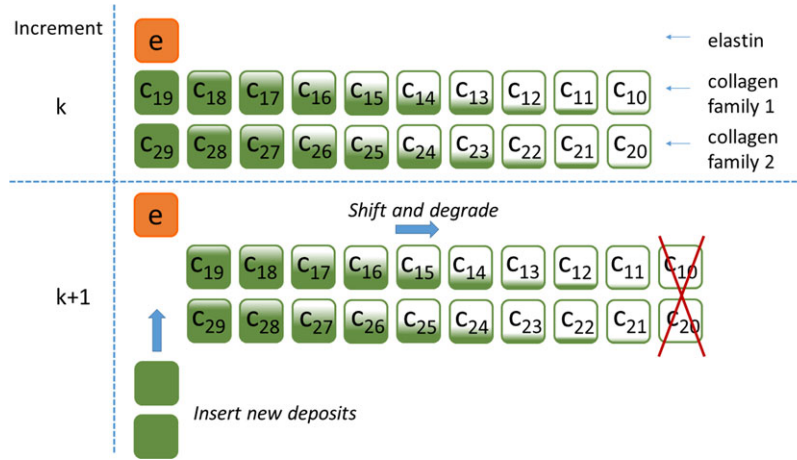 Increment
e
elastin
k
C19 C18 C17 C16 C15 C14 C13 C12 C11 C10
collagen
family 1
C29 C28 C27 C26 C25 C24 C23 C22 C21 C20
collagen
family 2
e
Shift and degrade
k+1
C19 C18 C17 C16 C15 C14 C13 C12 C11 C10
C29 C28 C27 C26 C25 C24 C23 C22 C21 C20
Insert new deposits